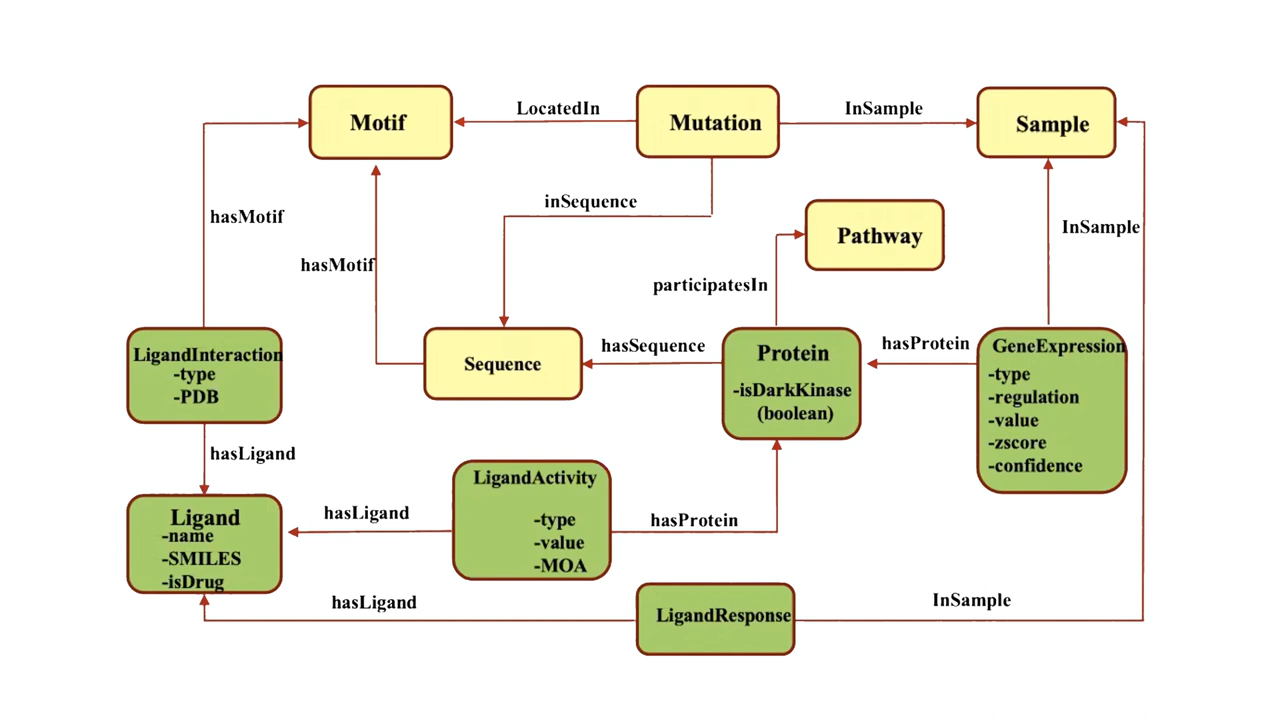 LocatedIn
InSample
Motif
Mutation
Sample
inSequence
hasMotif
InSample
Pathway
hasMotif
participatesIn
LigandInteraction
-type
-PDB
Sequence
hasSequence
Protein
-isDarkKinase
(boolean)
hasProtein
GeneExpression
-type
-regulation
-value
-zscore
-confidence
hasLigand
LigandActivity
-type
-value
-MOA
hasLigand
hasProtein
Ligand
-name
-SMILES
-isDrug
hasLigand
LigandResponse
InSample